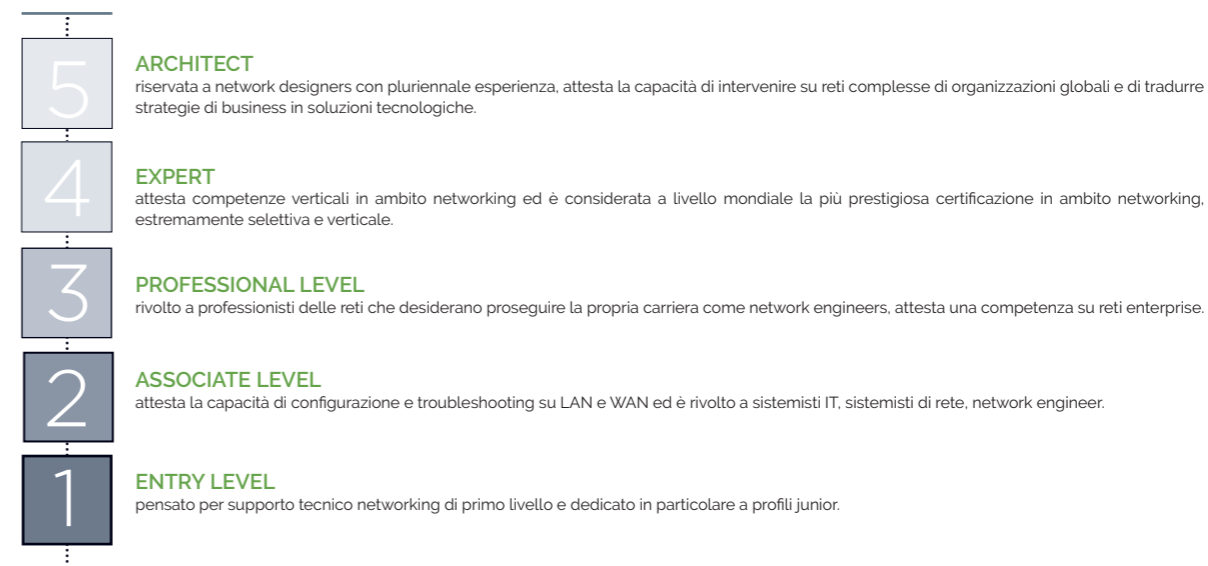 5
ARCHITECT
riservata a network designers con pluriennale esperienza, attesta la capacità di intervenire su reti complesse di organizzazioni globali e di tradurre
strategie di business in soluzioni tecnologiche.
4
EXPERT
attesta competenze verticali in ambito networking ed è considerata a livello mondiale la più prestigiosa certificazione in ambito networking,
estremamente selettiva e verticale.
3
PROFESSIONAL LEVEL
rivolto a professionisti delle reti che desiderano proseguire la propria carriera come network engineers, attesta una competenza su reti enterprise.
2
ASSOCIATE LEVEL
attesta la capacità di configurazione e troubleshooting su LAN e WAN ed è rivolto a sistemisti IT, sistemisti di rete, network engineer.
1
ENTRY LEVEL
pensato per supporto tecnico networking di primo livello e dedicato in particolare a profili junior.